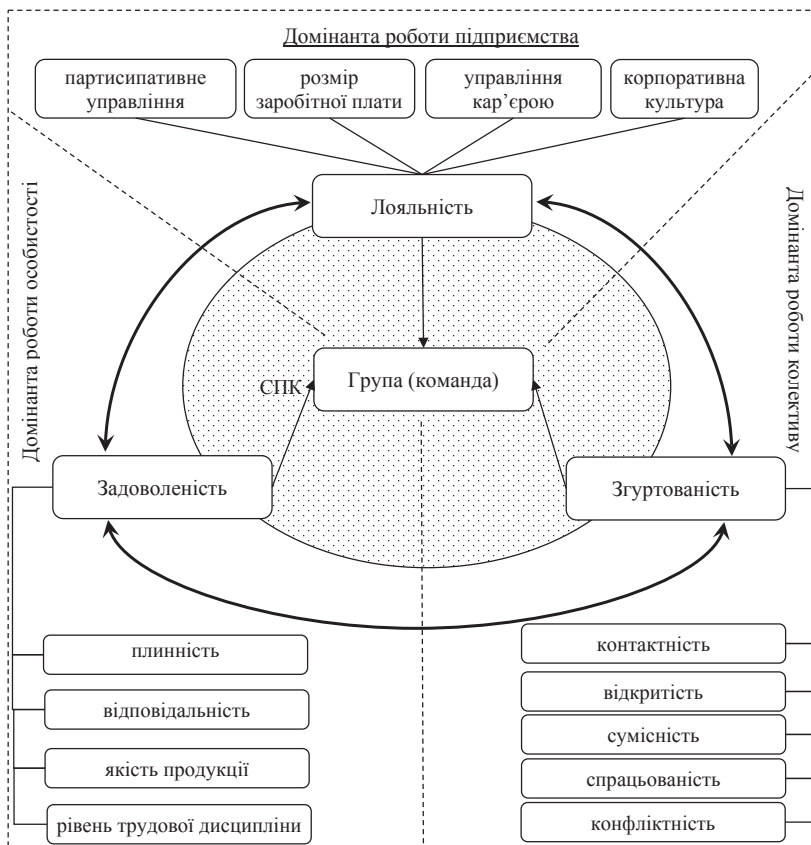 Домінанта роботи підприємства
партисипативне
управління
розмір
заробітної плати
управління
кар’єрою
корпоративна
культура
Лояльність
Домінанта роботи особистості
Домінанта роботи колективу
Група (команда)
СПК
Задоволеність
Згуртованість
плинність
відповідальність
якість продукції
рівень трудової дисципліни
контактність
відкритість
сумісність
спрацьованість
конфліктність